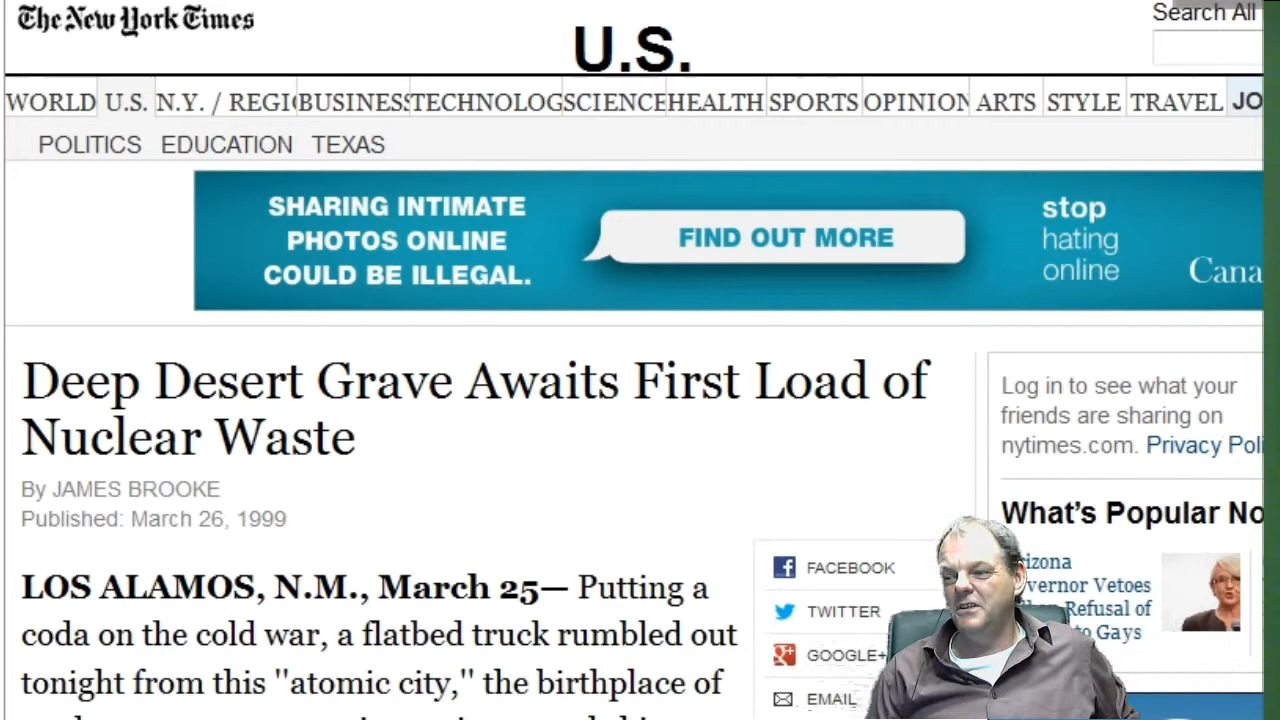 The New York Times
U.S.
Search All
WORLD U.S. N.Y. / REGI BUSINESS TECHNOLOG SCIENCE HEALTH SPORTS OPINION ARTS STYLE TRAVEL JO
POLITICS EDUCATION TEXAS
SHARING INTIMATE
PHOTOS ONLINE
COULD BE ILLEGAL.
FIND OUT MORE
stop
hating
online
Cana
Deep Desert Grave Awaits First Load of
Nuclear Waste
By JAMES BROOKE
Published: March 26, 1999
LOS ALAMOS, N.M., March 25— Putting a
coda on the cold war, a flatbed truck rumbled out
tonight from this "atomic city," the birthplace of
FACEBOOK
TWITTER
GOOGLE+
EMAIL
Log in to see what your
friends are sharing on
nytimes.com. Privacy Poli
What's Popular No
rizona
vernor Vetoes
Refusal of
to Gays